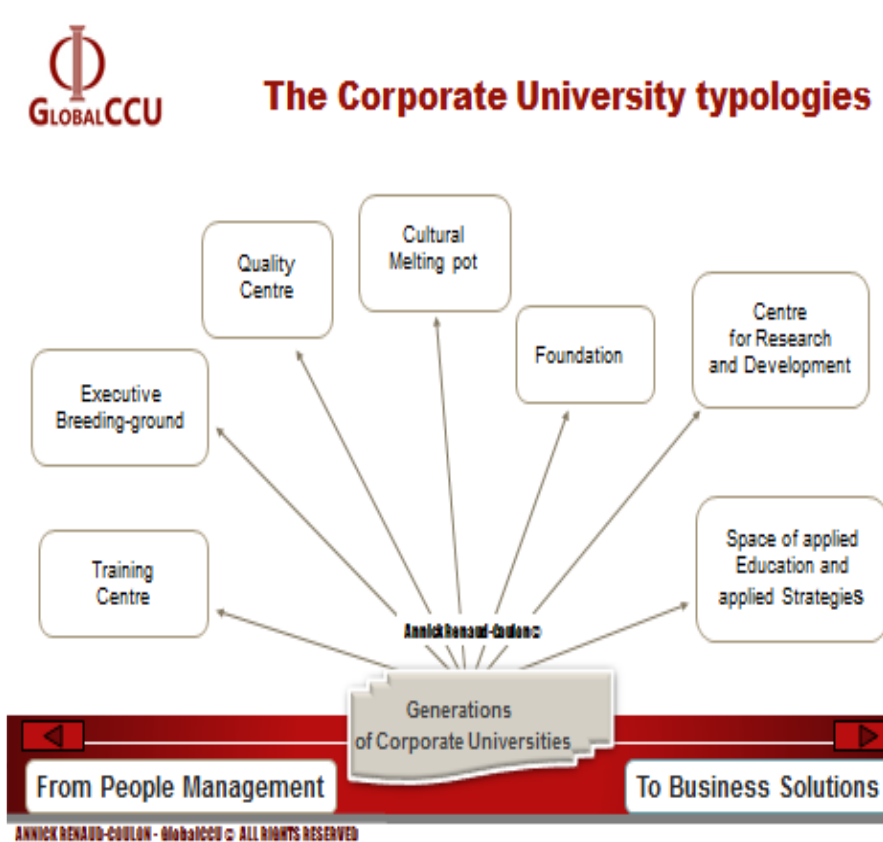 GLOBALCCU
The Corporate University typologies
Cultural
Melting pot
Quality
Centre
Centre
for Research
and Development
Foundation
Executive
Breeding-ground
Space of applied
Education and
applied Strategies
Training
Centre
Annick Renaud-Coulon©
Generations
of Corporate Universities
From People Management
To Business Solutions
ANNICK RENAUD-COULON - GlobalCCU © ALL RIGHTS RESERVED